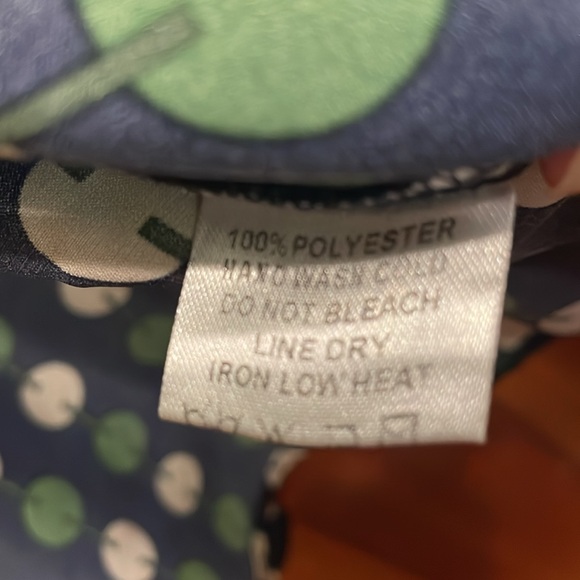 100% POLYESTER
HAND WASH COLD
DO NOT BLEACH
LINE DRY
IRON LOW HEAT